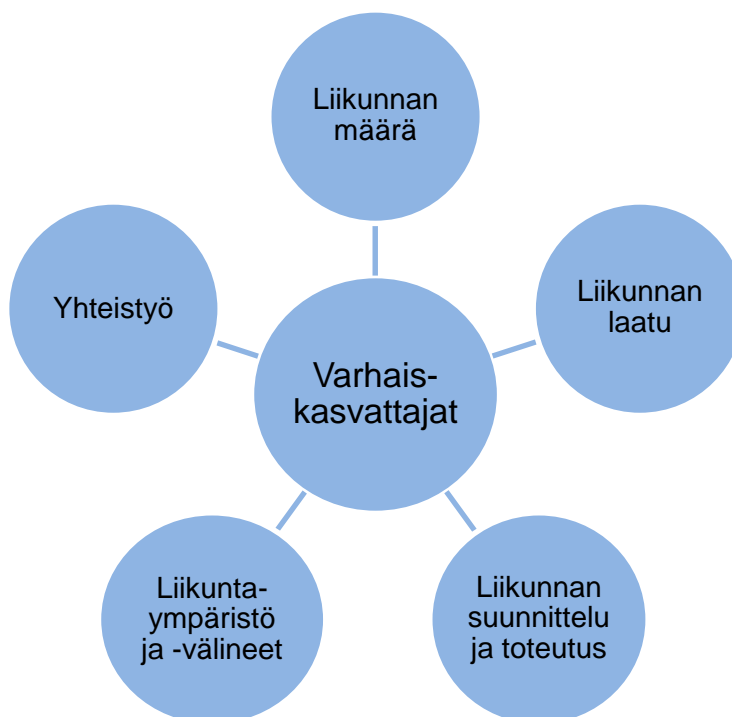 Liikunnan
määrä
Yhteistyö
Liikunnan
laatu
Varhais-
kasvattajat
Liikunta-
ympäristö
ja -välineet
Liikunnan
suunnittelu
ja toteutus